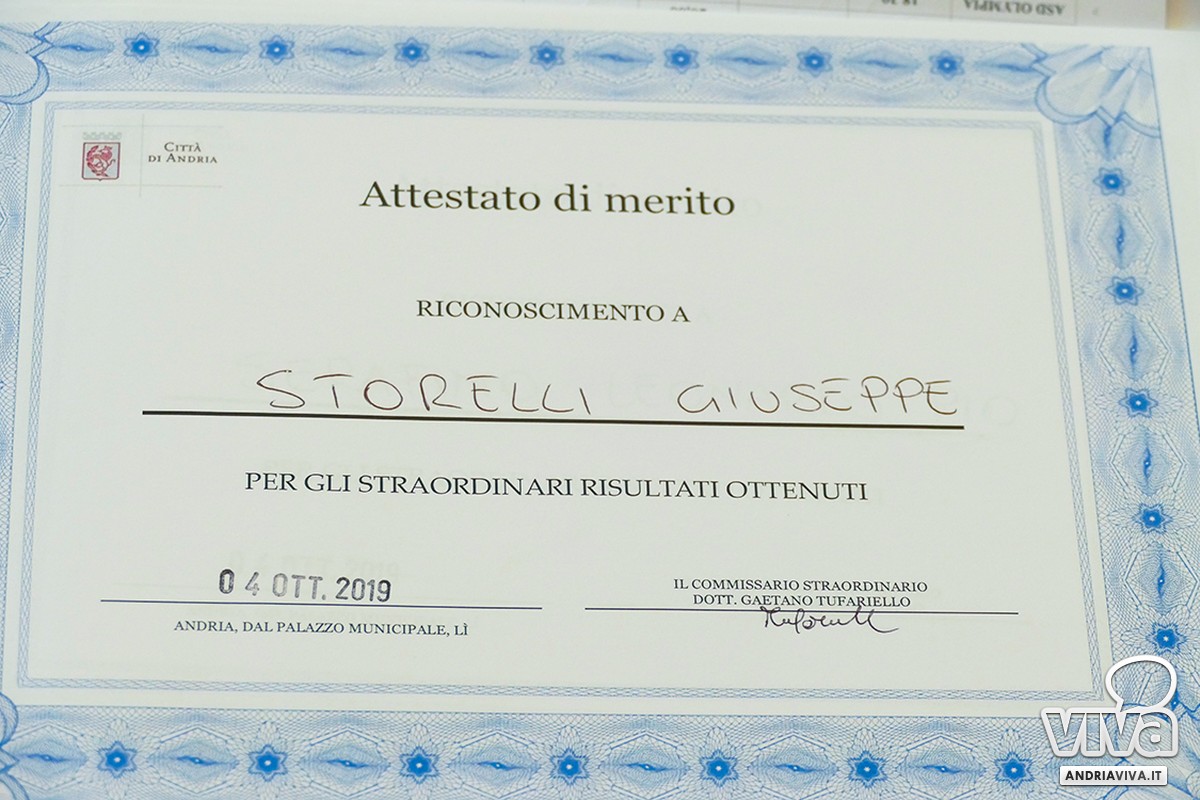 ASD OLYMPIA
CITTÀ
DI ANDRIA
Attestato di merito
RICONOSCIMENTO A
STORELLI GIUSEPPE
PER GLI STRAORDINARI RISULTATI OTTENUTI
04 OTT. 2019
ANDRIA, DAL PALAZZO MUNICIPALE, LÌ
IL COMMISSARIO STRAORDINARIO
DOTT. GAETANO TUFARIELLO
viva
ANDRIAVIVA.IT